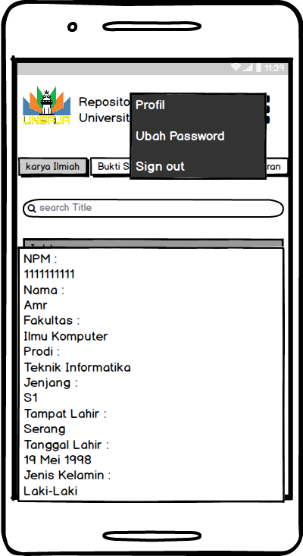 11:39
UNSERA
Reposito
Universit
Profil
Ubah Password
Sign out
karya Ilmiah
Bukti S
ran
search Title
NPM :
1111111111
Nama :
Amr
Fakultas :
Ilmu Komputer
Prodi :
Teknik Informatika
Jenjang :
S1
Tampat Lahir :
Serang
Tanggal Lahir :
19 Mei 1998
Jenis Kelamin :
Laki-Laki